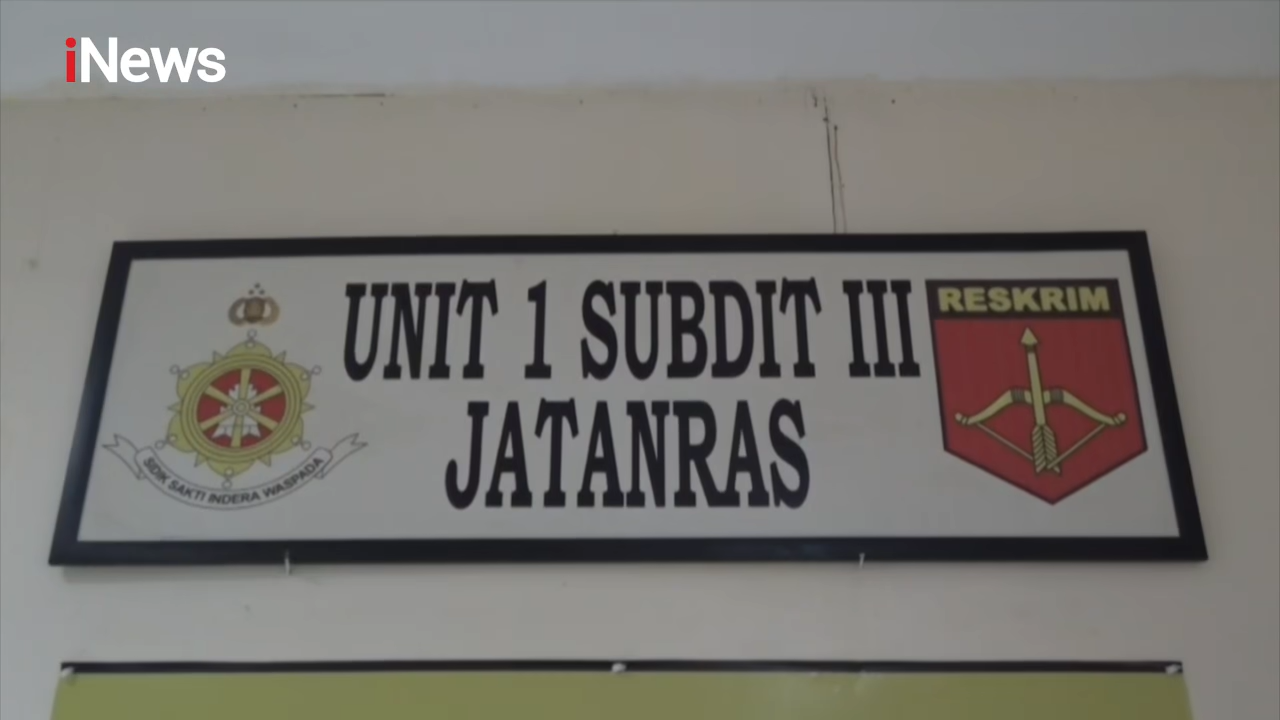 iNews
UNIT 1 SUBDIT III
JATANRAS
SIDIK SAKTI INDERA WASPADA
RESKRIM